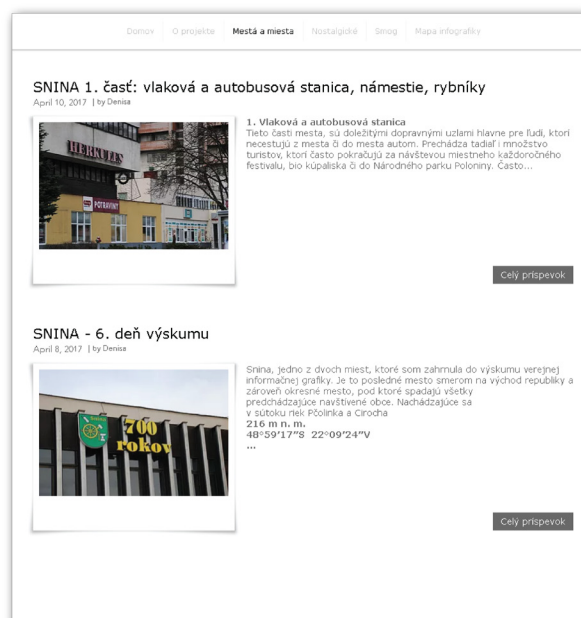 Domov
O projekte
Mestá a miesta
Nostalgické
Smog
Mapa infografiky
SNINA 1. časť: vlaková a autobusová stanica, námestie, rybníky
April 10, 2017 | by Denisa
HERKULES
POTRAVINY
1. Vlaková a autobusová stanica
Tieto časti mesta, sú doležitými dopravnými uzlami hlavne pre ľudí, ktorí
necestujú z mesta či do mesta autom. Prechádza tadiaľ i množstvo
turistov, ktorí často pokračujú za návštevou miestneho každoročného
festivalu, bio kúpaliska či do Národného parku Poloniny. Často...
Celý príspevok
SNINA - 6. deň výskumu
April 8, 2017 | by Denisa
700
rokov
Snina, jedno z dvoch miest, ktoré som zahrnula do výskumu verejnej
informačnej grafiky. Je to posledné mesto smerom na východ republiky a
zároveň okresné mesto, pod ktoré spadajú všetky
predchádzajúce navštívené obce. Nachádzajúce sa
v sútoku riek Pčolinka a Cirocha
216 m n. m.
48°59′17″S 22°09′24″V
...
Celý príspevok